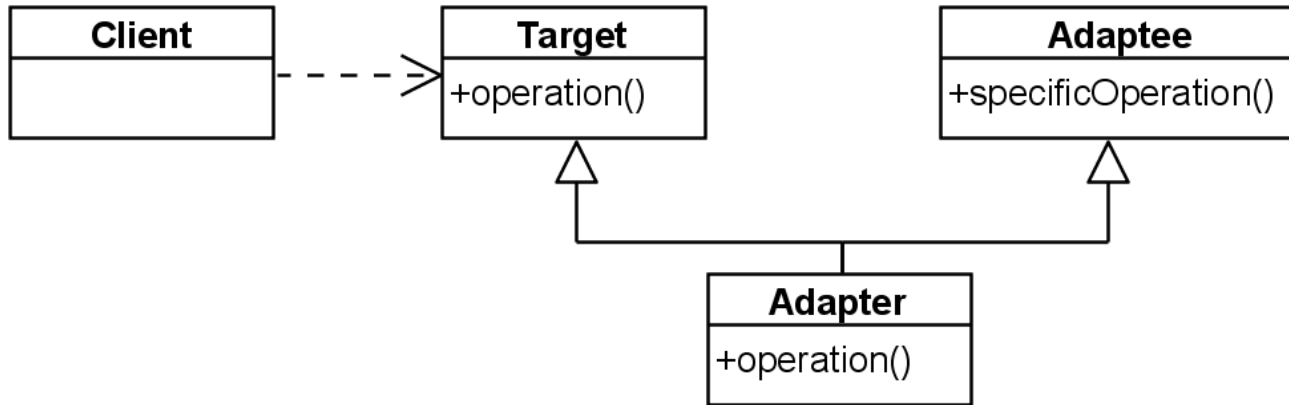 Client
Target
+operation()
Adaptee
+specificOperation()
Adapter
+operation()